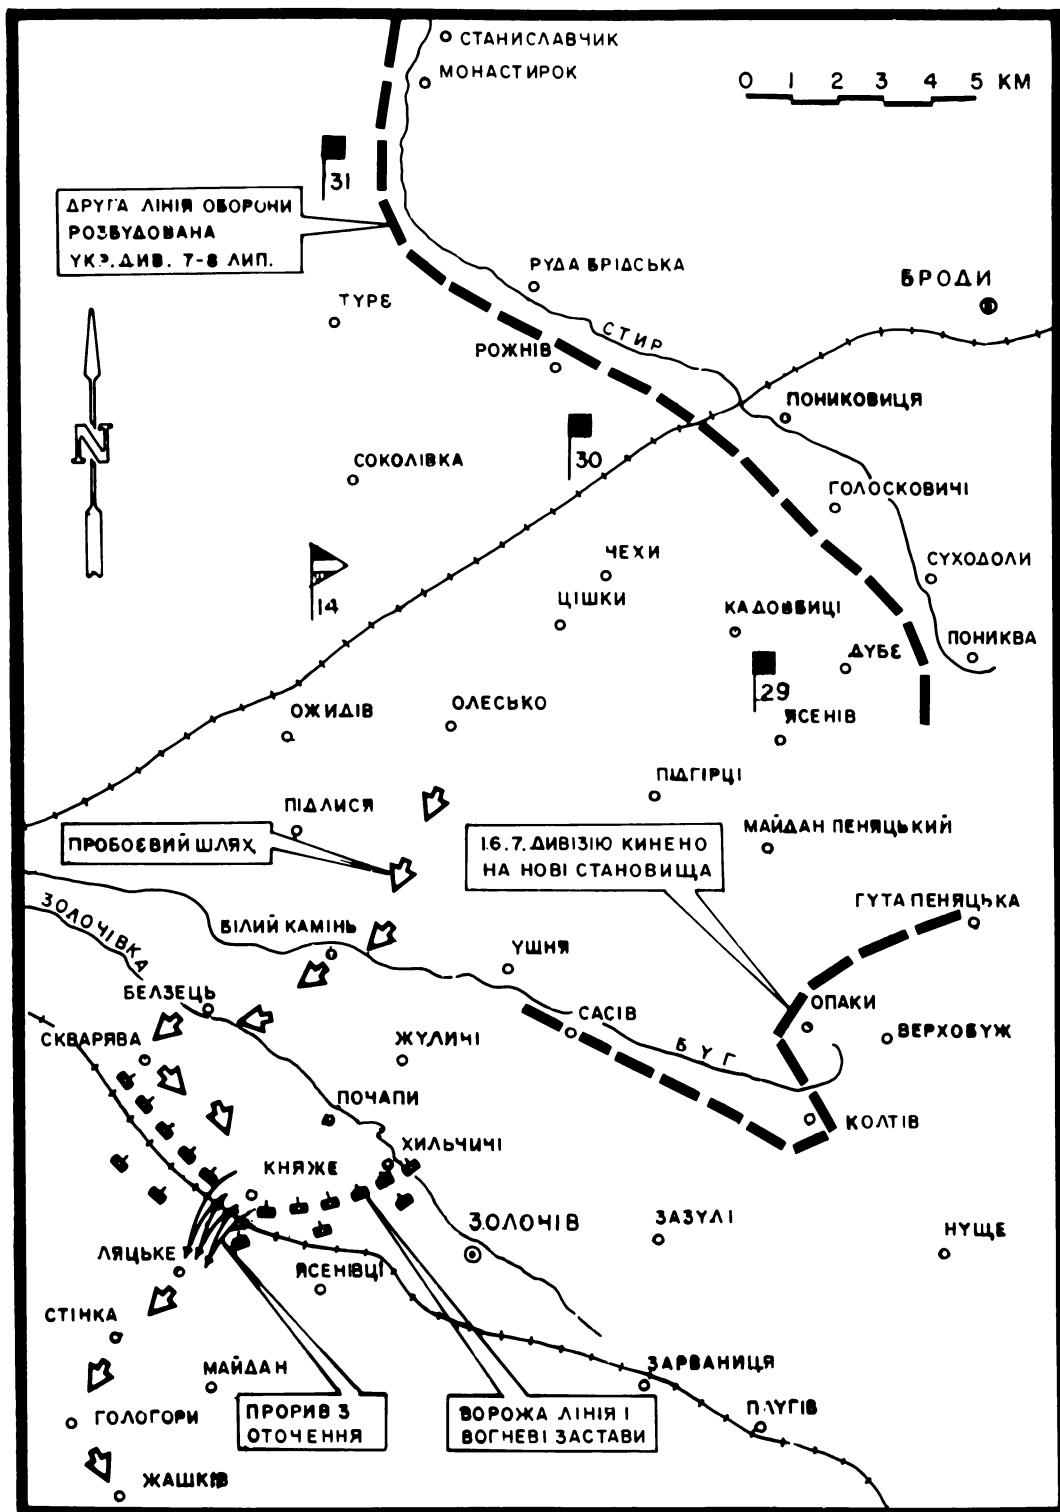 СТАНИСЛАВЧИК
МОНАСТИРОК
0 1 2 3 4 5 КМ
31
ДРУГА ЛІНІЯ ОБОРОНИ
РОЗБУДОВАНА
УКР. ДИВ. 7-8 ЛИП.
РУДА БРІДСЬКА
БРОДИ
ТУРЕ
СТИР
РОЖНІВ
ПОНИКОВИЦЯ
N
30
СОКОЛІВКА
ГОЛОСКОВИЧІ
ЧЕХИ
СУХОДОЛИ
14
ЦІШКИ
КАДОВБИЦІ
ПОНИКВА
ДУБЕ
29
ОЖИДІВ
ОЛЕСЬКО
ЯСЕНІВ
ПІДГІРЦІ
ПІДЛИСЯ
МАЙДАН ПЕНЯЦЬКИЙ
ПРОБОЄВИЙ ШЛЯХ
16.7. ДИВІЗІЮ КИНЕНО
НА НОВІ СТАНОВИЩА
ГУТА ПЕНЯЦЬКА
ЗОЛОЧІВКА
БІЛИЙ КАМІНЬ
УШНЯ
БЕЛЗЕЦЬ
САСІВ
ОПАКИ
СКВАРЯВА
ЖУЛИЧІ
БУГ
ВЕРХОБУЖ
ПОЧАПИ
КОЛТІВ
ХИЛЬЧИЧІ
КНЯЖЕ
ЗОЛОЧІВ
ЗАЗУЛІ
НУЩЕ
ЛЯЦЬКЕ
ЯСЕНІВЦІ
СТІНКА
МАЙДАН
ЗАРВАНИЦЯ
ГОЛОГОРИ
ПРОРИВ З
ОТОЧЕННЯ
ВОРОЖА ЛІНІЯ І
ВОГНЕВІ ЗАСТАВИ
ПЛУГІВ
ЖАШКІВ